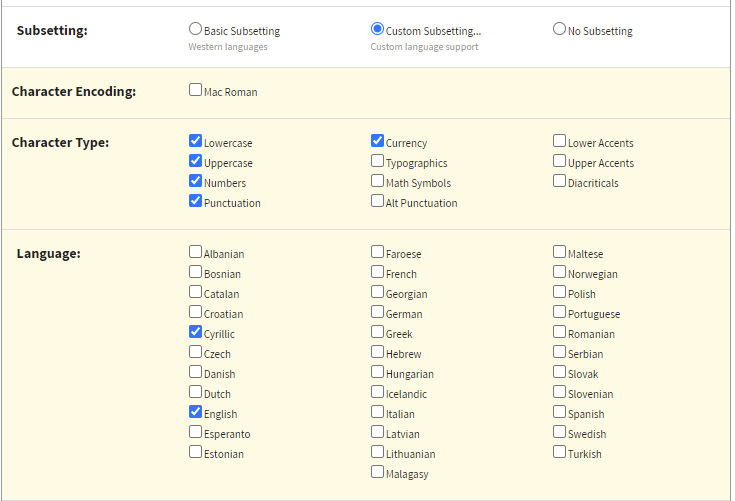 Subsetting: Basic Subsetting Custom Subsetting... No Subsetting
Western languages Custom language support
Character Encoding: Mac Roman
Character Type: Lowercase Currency Lower Accents
Uppercase Typographics Upper Accents
Numbers Math Symbols Diacriticals
Punctuation Alt Punctuation
Language: Albanian Faroese Maltese
Bosnian French Norwegian
Catalan Georgian Polish
Croatian German Portuguese
Cyrillic Greek Romanian
Czech Hebrew Serbian
Danish Hungarian Slovak
Dutch Icelandic Slovenian
English Italian Spanish
Esperanto Latvian Swedish
Estonian Lithuanian Turkish
Malagasy